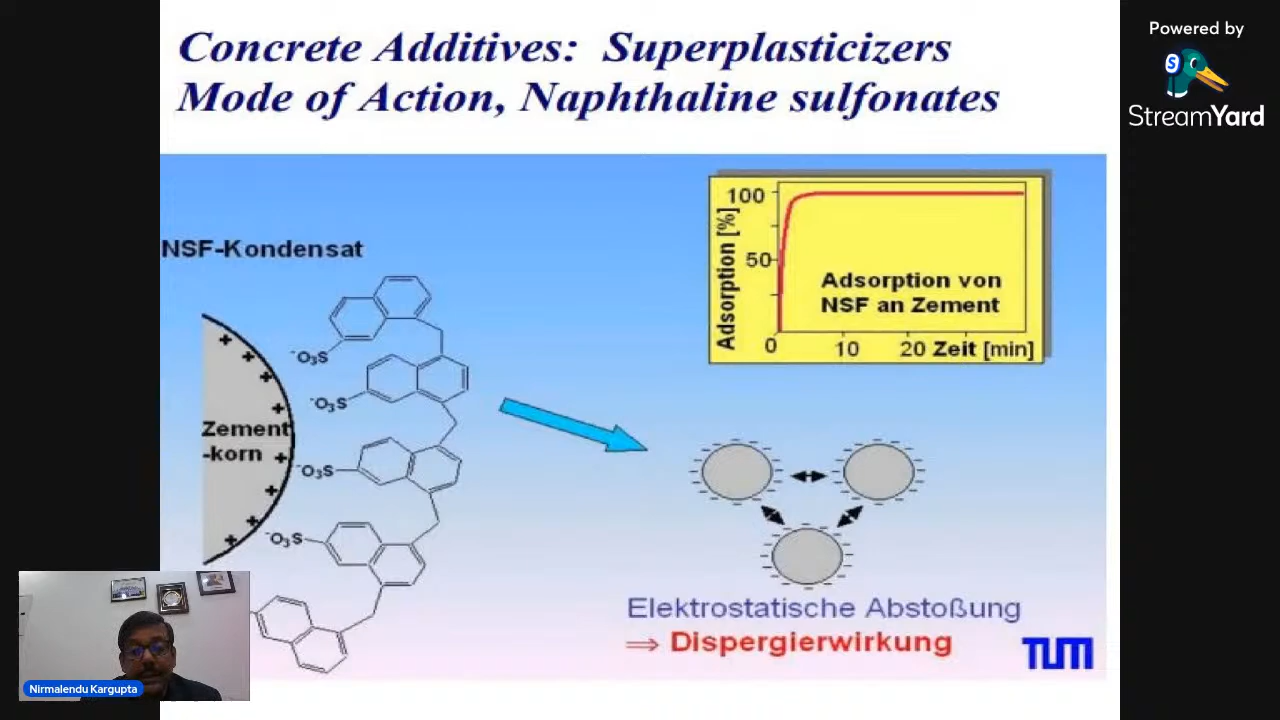 Concrete Additives: Superplasticizers
Mode of Action, Naphthaline sulfonates
Powered by
S
StreamYard
NSF-Kondensat
Zement
-korn
+
+
+
+
+
+
+
+
⁻O₃S
⁻O₃S
⁻O₃S
⁻O₃S
Adsorption [%]
100
50
0
10
20 Zeit [min]
Adsorption von
NSF an Zement
Elektrostatische Abstoßung
⇒ Dispergierwirkung
TUM
Nirmalendu Kargupta